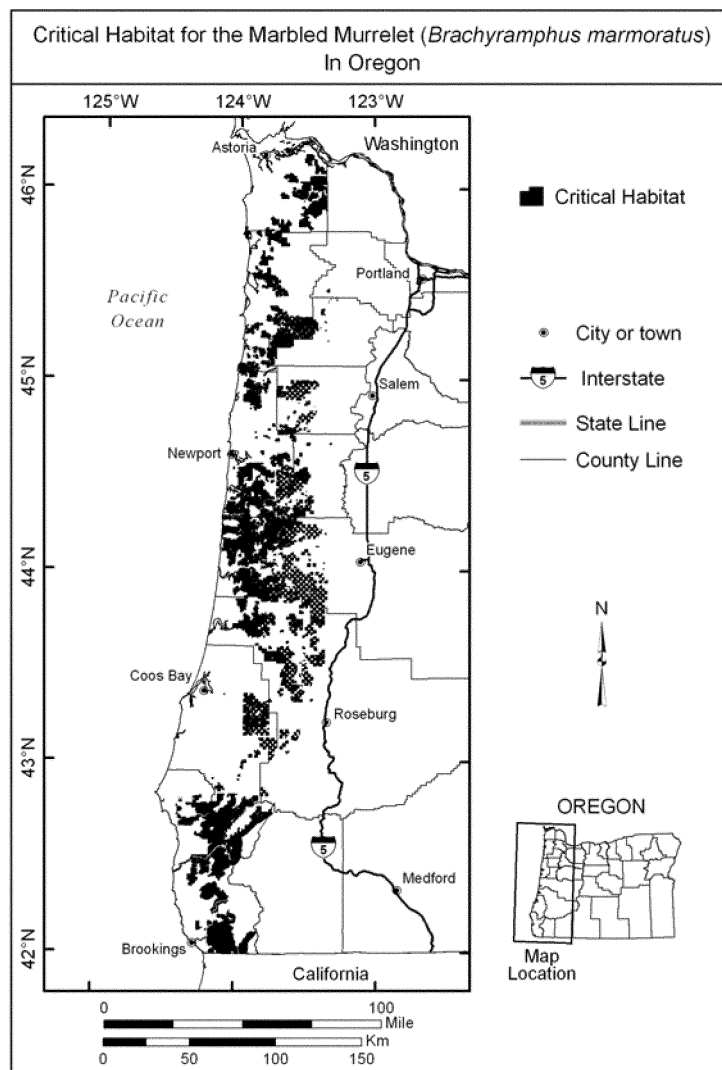 Critical Habitat for the Marbled Murrelet (Brachyramphus marmoratus)
In Oregon
125°W 124°W 123°W
Astoria
Washington
46°N
Critical Habitat
Portland
Pacific
Ocean
City or town
45°N
Salem
5 Interstate
State Line
Newport
County Line
5
Eugene
44°N
N
Coos Bay
Roseburg
43°N
OREGON
5
Medford
Brookings
42°N
Map
Location
California
0 100
Mile
Km
0 50 100 150